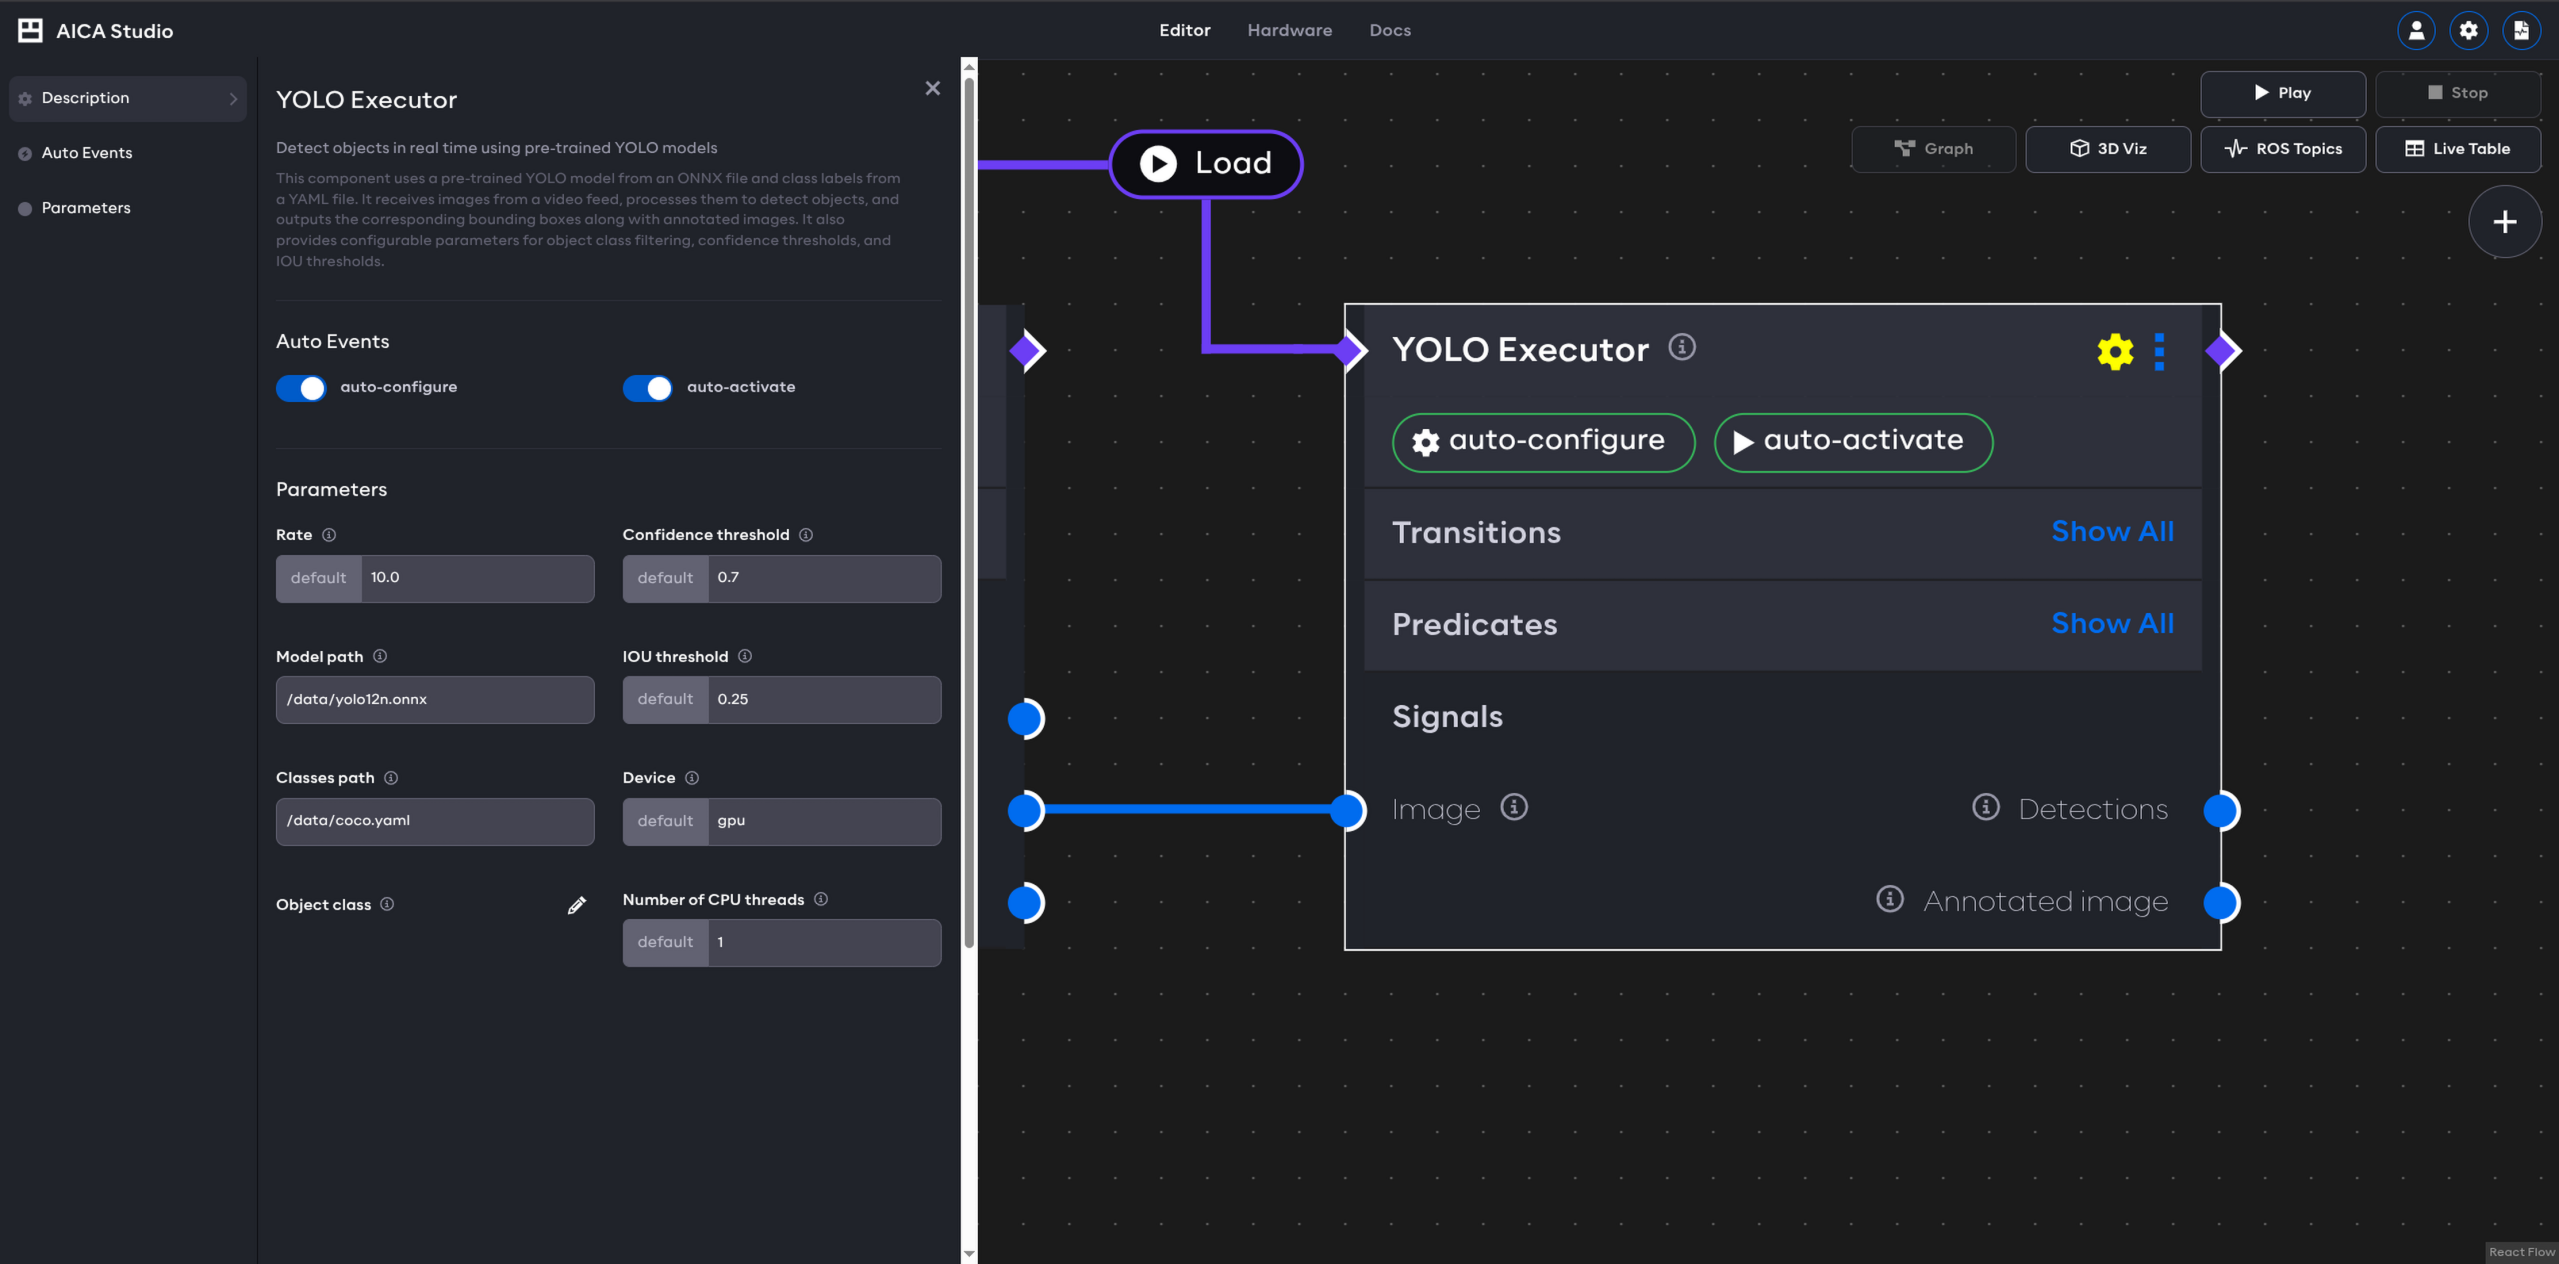 AICA Studio
Editor
Hardware
Docs
Description
Auto Events
Parameters
YOLO Executor
Detect objects in real time using pre-trained YOLO models
This component uses a pre-trained YOLO model from an ONNX file and class labels from
a YAML file. It receives images from a video feed, processes them to detect objects, and
outputs the corresponding bounding boxes along with annotated images. It also
provides configurable parameters for object class filtering, confidence thresholds, and
IOU thresholds.
Auto Events
auto-configure
auto-activate
Parameters
Rate
default 10.0
Confidence threshold
default 0.7
Model path
/data/yolo12n.onnx
IOU threshold
default 0.25
Classes path
/data/coco.yaml
Device
default gpu
Object class
Number of CPU threads
default 1
Load
Play
Stop
Graph
3D Viz
ROS Topics
Live Table
YOLO Executor
auto-configure
auto-activate
Transitions
Show All
Predicates
Show All
Signals
Image
Detections
Annotated image
React Flow